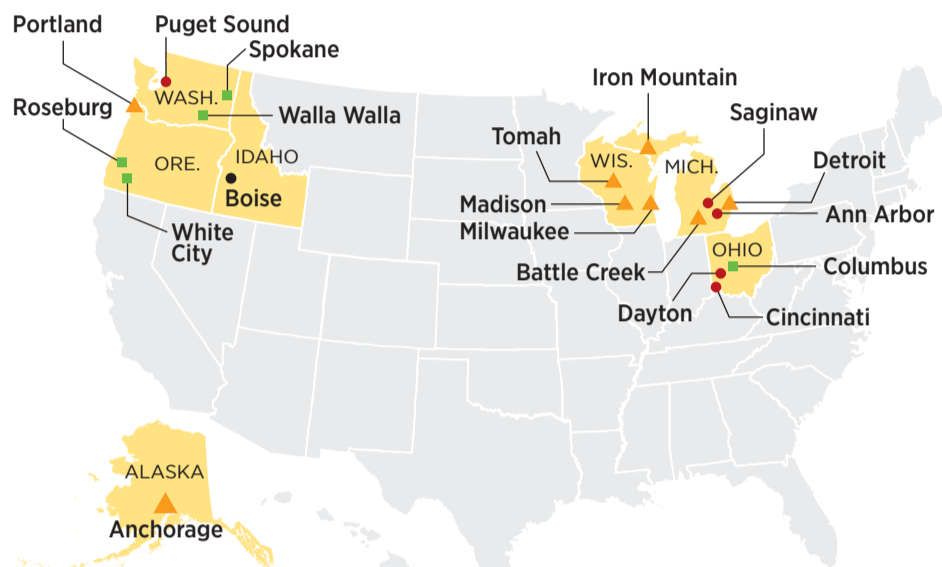 Portland
Puget Sound
Spokane
Roseburg
WASH.
Walla Walla
ORE.
IDAHO
Boise
White
City
Iron Mountain
Saginaw
Tomah
WIS.
MICH.
Detroit
Madison
Milwaukee
Ann Arbor
Battle Creek
OHIO
Columbus
Dayton
Cincinnati
ALASKA
Anchorage